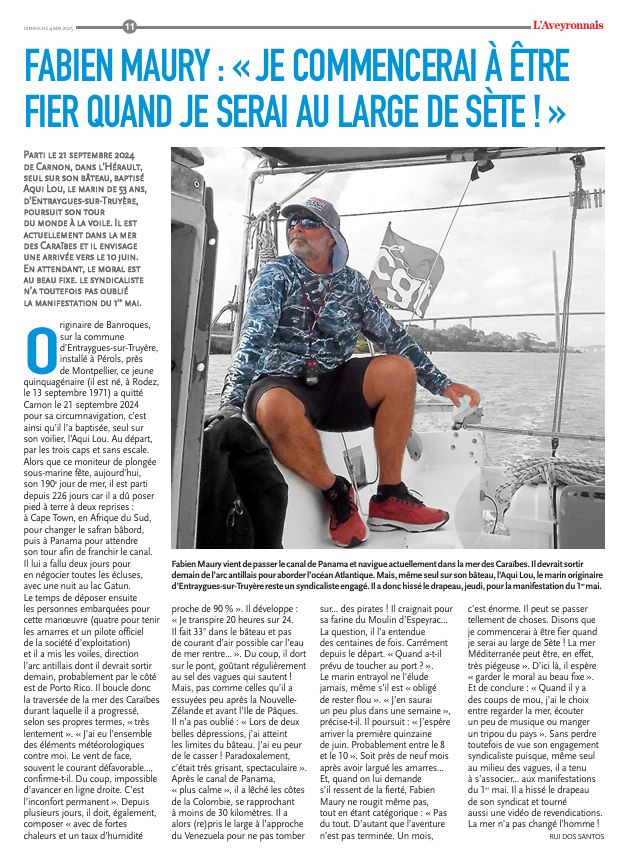 DIMANCHE 4 MAI 2025
11
L'Aveyronnais
FABIEN MAURY : « JE COMMENCERAI À ÊTRE
FIER QUAND JE SERAI AU LARGE DE SÈTE ! »
Parti le 21 septembre 2024
de Carnon, dans l'Hérault,
seul sur son bâteau, baptisé
Aqui Lou, le marin de 53 ans,
d'Entraygues-sur-Truyère,
poursuit son tour
du monde à la voile. Il est
actuellement dans la mer
des Caraïbes et il envisage
une arrivée vers le 10 juin.
En attendant, le moral est
au beau fixe. le syndicaliste
n'a toutefois pas oublié
la manifestation du 1er mai.
Originaire de Banroques,
sur la commune
d'Entraygues-sur-Truyère,
installé à Pérols, près
de Montpellier, ce jeune
quinquagénaire (il est né, à Rodez,
le 13 septembre 1971) a quitté
Carnon le 21 septembre 2024
pour sa circumnavigation, c'est
ainsi qu'il l'a baptisée, seul sur
son voilier, l'Aqui Lou. Au départ,
par les trois caps et sans escale.
Alors que ce moniteur de plongée
sous-marine fête, aujourd'hui,
son 190e jour de mer, il est parti
depuis 226 jours car il a dû poser
pied à terre à deux reprises :
à Cape Town, en Afrique du Sud,
pour changer le safran bâbord,
puis à Panama pour attendre
son tour afin de franchir le canal.
Il lui a fallu deux jours pour
en négocier toutes les écluses,
avec une nuit au lac Gatun.
Le temps de déposer ensuite
les personnes embarquées pour
cette manœuvre (quatre pour tenir
les amarres et un pilote officiel
de la société d'exploitation)
et il a mis les voiles, direction
l'arc antillais dont il devrait sortir
demain, probablement par le côté
est de Porto Rico. Il boucle donc
la traversée de la mer des Caraïbes
durant laquelle il a progressé,
selon ses propres termes, « très
lentement ». « J'ai eu l'ensemble
des éléments météorologiques
contre moi. Le vent de face,
souvent le courant défavorable...,
confirme-t-il. Du coup, impossible
d'avancer en ligne droite. C'est
l'inconfort permanent ». Depuis
plusieurs jours, il doit, également,
composer « avec de fortes
chaleurs et un taux d'humidité
cgt
Fabien Maury vient de passer le canal de Panama et navigue actuellement dans la mer des Caraïbes. Il devrait sortir
demain de l'arc antillais pour aborder l'océan Atlantique. Mais, même seul sur son bâteau, l'Aqui Lou, le marin originaire
d'Entraygues-sur-Truyère reste un syndicaliste engagé. Il a donc hissé le drapeau, jeudi, pour la manifestation du 1er mai.
proche de 90 % ». Il développe :
« Je transpire 20 heures sur 24.
Il fait 33° dans le bâteau et pas
de courant d'air possible car l'eau
de mer rentre... ». Du coup, il dort
sur le pont, goûtant régulièrement
au sel des vagues qui sautent !
Mais, pas comme celles qu'il a
essuyées peu après la Nouvelle-
Zélande et avant l'Ile de Pâques.
Il n'a pas oublié : « Lors de deux
belles dépressions, j'ai atteint
les limites du bâteau. J'ai eu peur
de le casser ! Paradoxalement,
c'était très grisant, spectaculaire ».
Après le canal de Panama,
« plus calme », il a léché les côtes
de la Colombie, se rapprochant
à moins de 30 kilomètres. Il a
alors (re)pris le large à l'approche
du Venezuela pour ne pas tomber
sur... des pirates ! Il craignait pour
sa farine du Moulin d'Espeyrac...
La question, il l'a entendue
des centaines de fois. Carrément
depuis le départ. « Quand a-t-il
prévu de toucher au port ? ».
Le marin entrayol ne l'élude
jamais, même s'il est « obligé
de rester flou ». « J'en saurai
un peu plus dans une semaine »,
précise-t-il. Il poursuit : « J'espère
arriver la première quinzaine
de juin. Probablement entre le 8
et le 10 ». Soit près de neuf mois
après avoir largué les amarres...
Et, quand on lui demande
s'il ressent de la fierté, Fabien
Maury ne rougit même pas,
tout en étant catégorique : « Pas
du tout. D'autant que l'aventure
n'est pas terminée. Un mois,
c'est énorme. Il peut se passer
tellement de choses. Disons que
je commencerai à être fier quand
je serai au large de Sète ! La mer
Méditerranée peut être, en effet,
très piégeuse ». D'ici là, il espère
« garder le moral au beau fixe ».
Et de conclure : « Quand il y a
des coups de mou, j'ai le choix
entre regarder la mer, écouter
un peu de musique ou manger
un tripou du pays ». Sans perdre
toutefois de vue son engagement
syndicaliste puisque, même seul
au milieu des vagues, il a tenu
à s'associer... aux manifestations
du 1er mai. Il a hissé le drapeau
de son syndicat et tourné
aussi une vidéo de revendications.
La mer n'a pas changé l'homme !
RUI DOS SANTOS